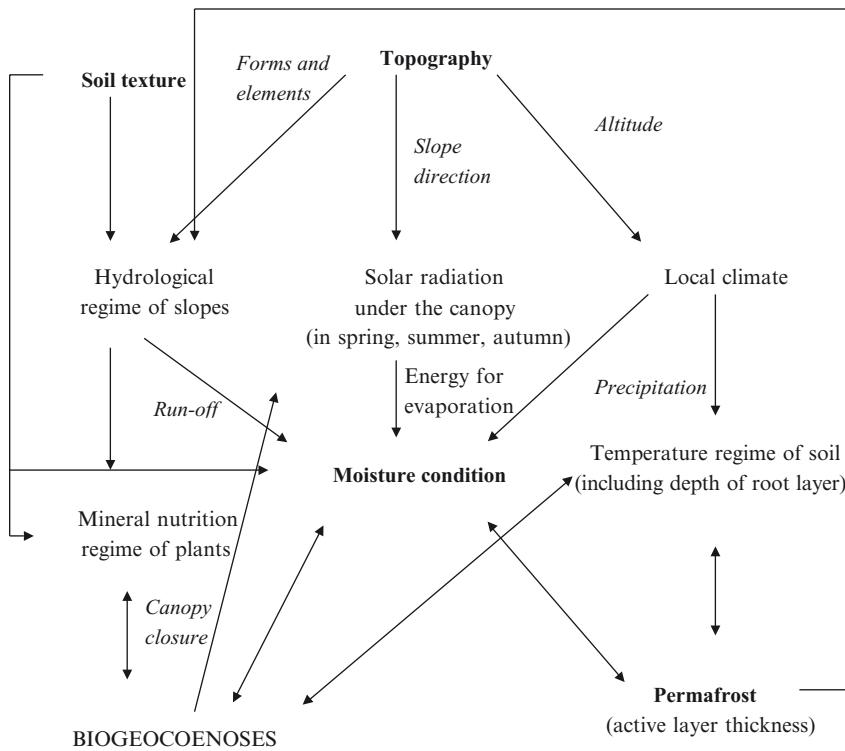 Soil texture
Forms and
elements
Topography
Slope
direction
Altitude
Hydrological
regime of slopes
Solar radiation
under the canopy
(in spring, summer, autumn)
Local climate
Run-off
Energy for
evaporation
Precipitation
Moisture condition
Temperature regime of soil
(including depth of root layer)
Mineral nutrition
regime of plants
Canopy
closure
BIOGEOCOENOSES
Permafrost
(active layer thickness)